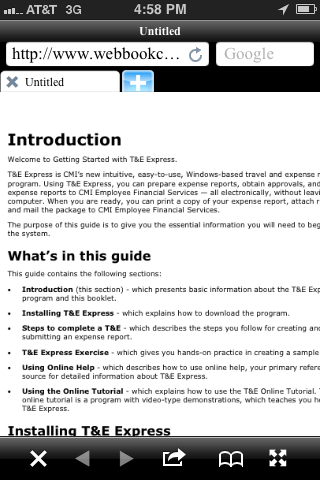 AT&T 3G 4:58 PM
Untitled
http://www.webbookc... Google
Untitled
Introduction
Welcome to Getting Started with T&E Express.
T&E Express is CMI's new intuitive, easy-to-use, Windows-based travel and expense
program. Using T&E Express, you can prepare expense reports, obtain approvals, and
expense reports to CMI Employee Financial Services — all electronically, without
computer. When you are ready, you can print a copy of your expense report, attach
and mail the package to CMI Employee Financial Services.
The purpose of this guide is to give you the essential information you will need to
the system.
What's in this guide
This guide contains the following sections:
• Introduction (this section) - which presents basic information about the T&E
program and this booklet.
• Installing T&E Express - which explains how to download the program.
• Steps to complete a T&E - which describes the steps you follow for creating
submitting an expense report.
• T&E Express Exercise - which gives you hands-on practice in creating a sample
• Using Online Help - which describes how to use online help, your primary
source for detailed information about T&E Express.
• Using the Online Tutorial - which explains how to use the T&E Online Tutorial.
online tutorial is a program with video-type demonstrations, which teaches you
T&E Express.
Installing T&E Express